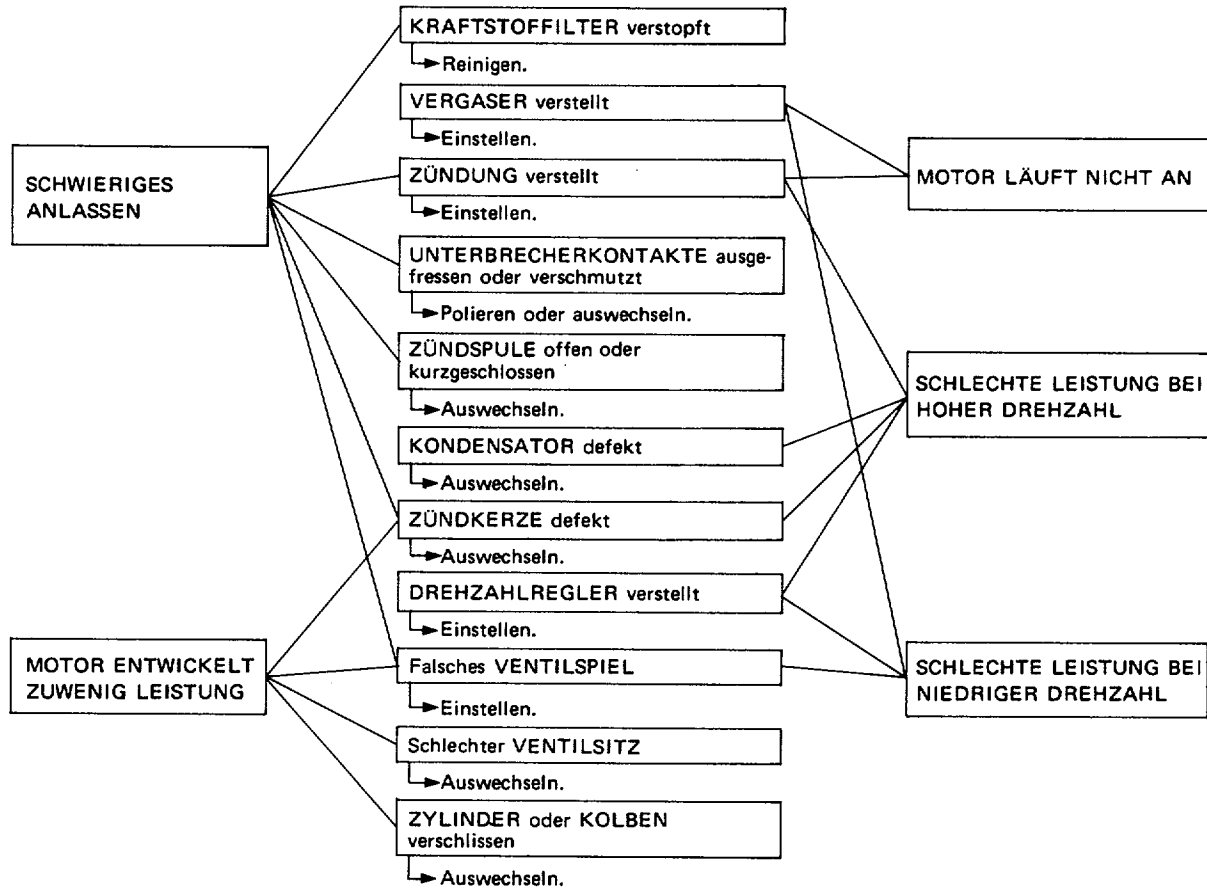 SCHWIERIGES
ANLASSEN
MOTOR ENTWICKELT
ZUWENIG LEISTUNG
KRAFTSTOFFILTER verstopft
Reinigen.
VERGASER verstellt
Einstellen.
ZÜNDUNG verstellt
Einstellen.
UNTERBRECHERKONTAKTE ausge-
fressen oder verschmutzt
Polieren oder auswechseln.
ZÜNDSPULE offen oder
kurzgeschlossen
Auswechseln.
KONDENSATOR defekt
Auswechseln.
ZÜNDKERZE defekt
Auswechseln.
DREHZAHLREGLER verstellt
Einstellen.
Falsches VENTILSPIEL
Einstellen.
Schlechter VENTILSITZ
Auswechseln.
ZYLINDER oder KOLBEN
verschlissen
Auswechseln.
MOTOR LÄUFT NICHT AN
SCHLECHTE LEISTUNG BEI
HOHER DREHZAHL
SCHLECHTE LEISTUNG BEI
NIEDRIGER DREHZAHL